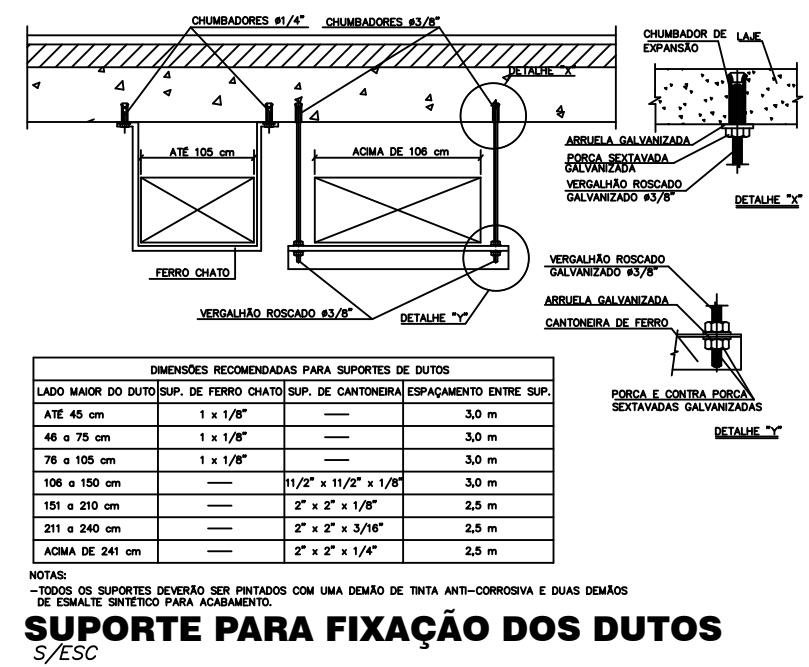 CHUMBADORES ø1/4" CHUMBADORES ø3/8"
DETALHE "X"
ATÉ 105 cm
ACIMA DE 106 cm
FERRO CHATO
VERGALHÃO ROSCADO ø3/8"
DETALHE "Y"
CHUMBADOR DE
EXPANSÃO
LAJE
ARRUELA GALVANIZADA
PORCA SEXTAVADA
GALVANIZADA
VERGALHÃO ROSCADO
GALVANIZADO ø3/8"
DETALHE "X"
VERGALHÃO ROSCADO
GALVANIZADO ø3/8"
ARRUELA GALVANIZADA
CANTONEIRA DE FERRO
PORCA E CONTRA PORCA
SEXTAVADAS GALVANIZADAS
DETALHE "Y"
DIMENSÕES RECOMENDADAS PARA SUPORTES DE DUTOS
LADO MAIOR DO DUTO SUP. DE FERRO CHATO SUP. DE CANTONEIRA ESPAÇAMENTO ENTRE SUP.
ATÉ 45 cm 1 x 1/8" — 3,0 m
46 a 75 cm 1 x 1/8" — 3,0 m
76 a 105 cm 1 x 1/8" — 3,0 m
106 a 150 cm — 11/2" x 11/2" x 1/8" 3,0 m
151 a 210 cm — 2" x 2" x 1/8" 2,5 m
211 a 240 cm — 2" x 2" x 3/16" 2,5 m
ACIMA DE 241 cm — 2" x 2" x 1/4" 2,5 m
NOTAS:
-TODOS OS SUPORTES DEVERÃO SER PINTADOS COM UMA DEMÃO DE TINTA ANTI-CORROSIVA E DUAS DEMÃOS
DE ESMALTE SINTÉTICO PARA ACABAMENTO.
SUPORTE PARA FIXAÇÃO DOS DUTOS
S/ESC